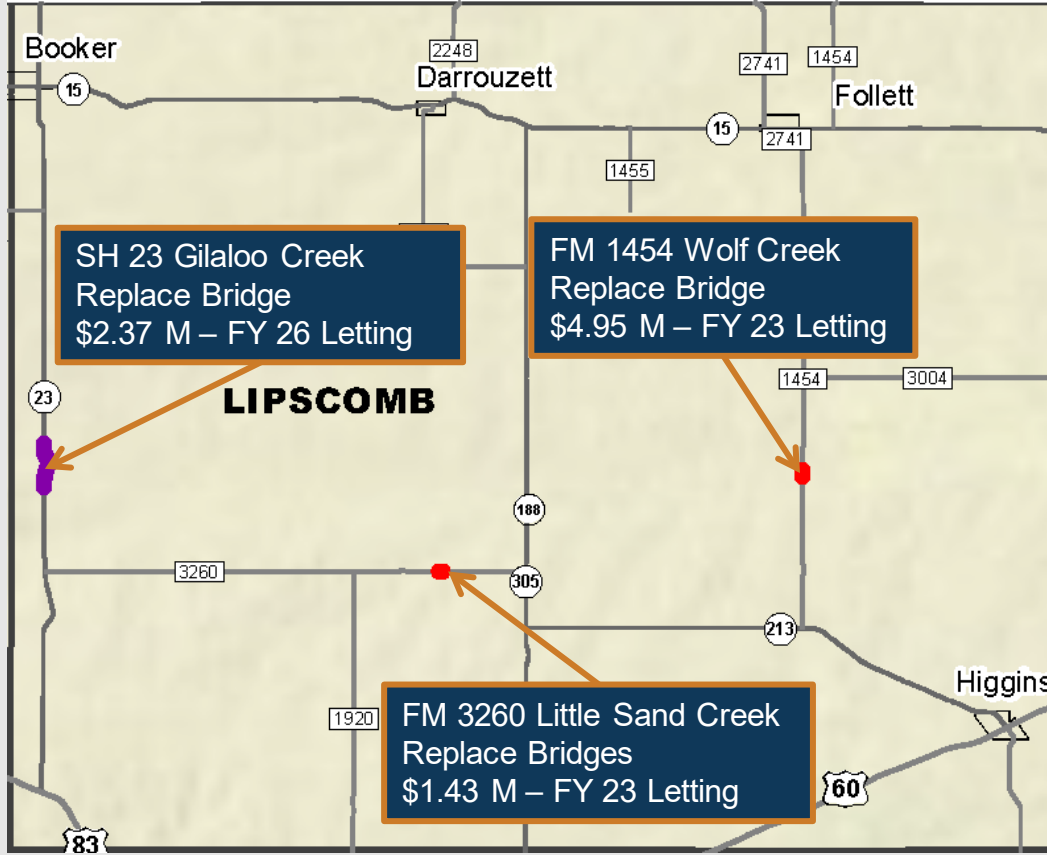 Booker
2248
Darrouzett
2741
1454
Follett
15
15
2741
1455
SH 23 Gilaloo Creek
Replace Bridge
$2.37 M – FY 26 Letting
FM 1454 Wolf Creek
Replace Bridge
$4.95 M – FY 23 Letting
23
LIPSCOMB
1454
3004
188
3260
305
213
1920
FM 3260 Little Sand Creek
Replace Bridges
$1.43 M – FY 23 Letting
Higgins
60
83